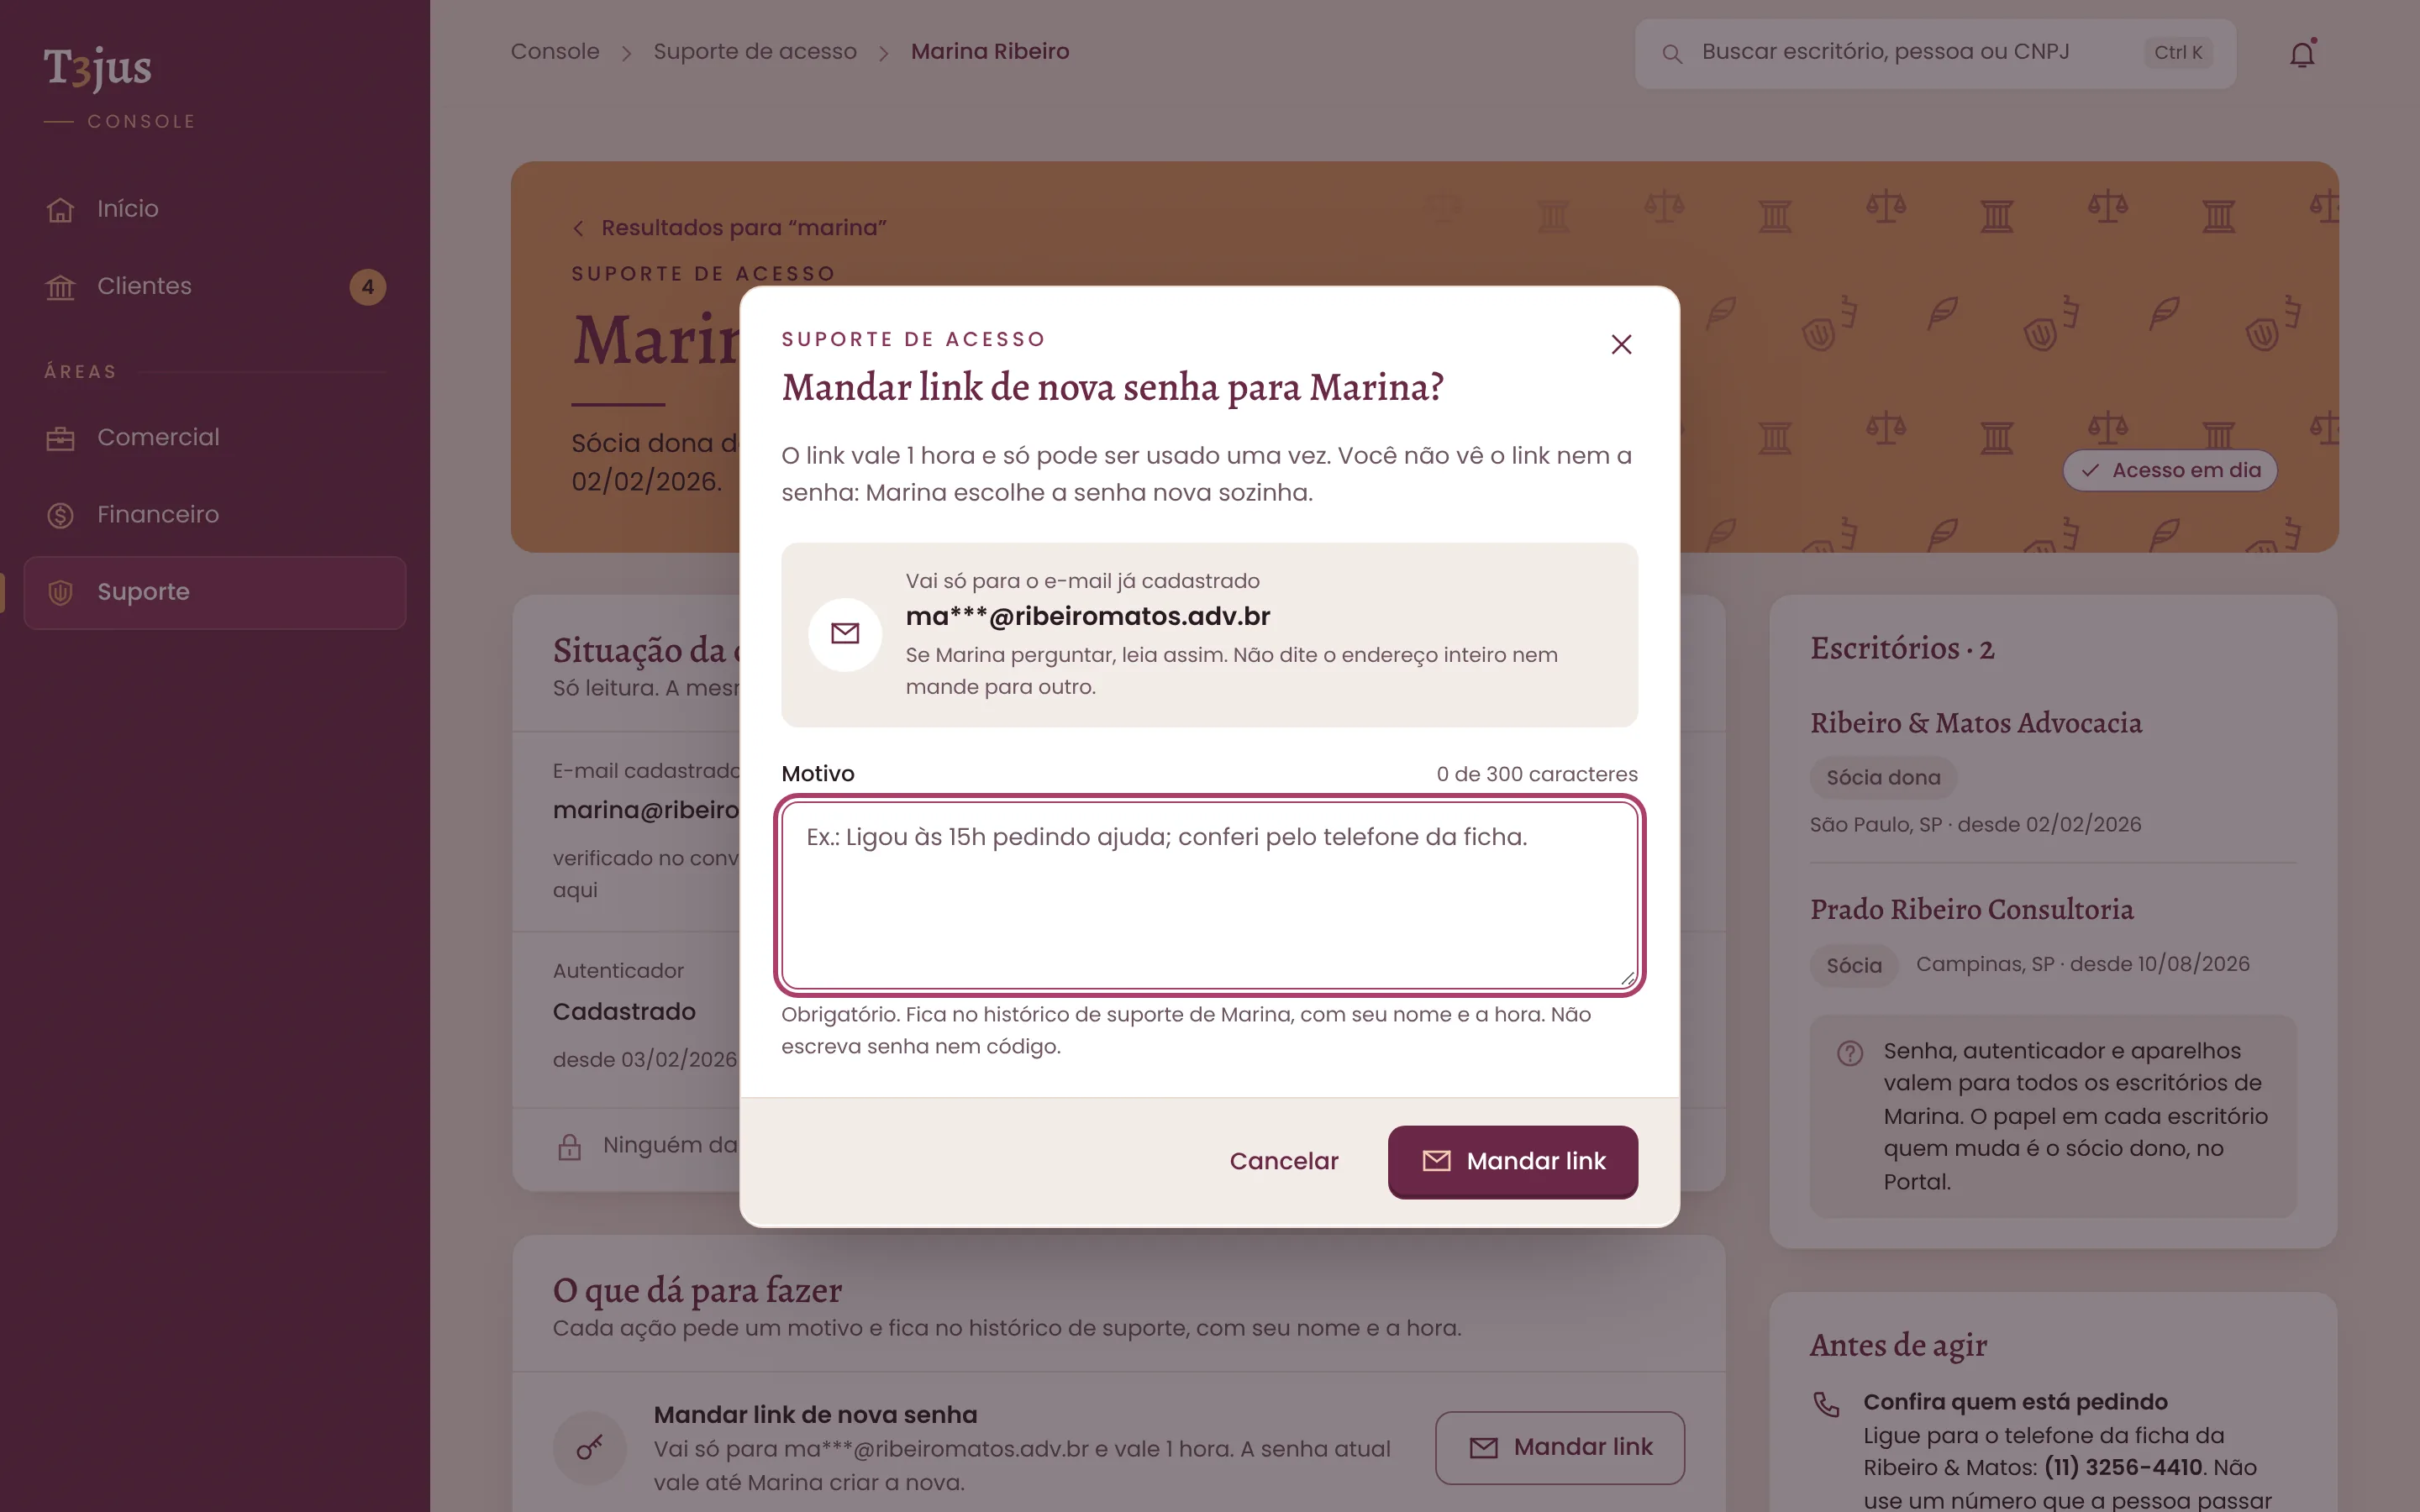 T3jus
CONSOLE
Início
Clientes
4
ÁREAS
Comercial
Financeiro
Suporte
Console
Suporte de acesso
Marina Ribeiro
Buscar escritório, pessoa ou CNPJ
Ctrl K
Resultados para “marina”
SUPORTE DE ACESSO
Sócia dona
02/02/2026.
Acesso em dia
SUPORTE DE ACESSO
Mandar link de nova senha para Marina?
O link vale 1 hora e só pode ser usado uma vez. Você não vê o link nem a
senha: Marina escolhe a senha nova sozinha.
Vai só para o e-mail já cadastrado
ma***@ribeiromatos.adv.br
Se Marina perguntar, leia assim. Não dite o endereço inteiro nem
mande para outro.
Motivo
0 de 300 caracteres
Ex.: Ligou às 15h pedindo ajuda; conferi pelo telefone da ficha.
Obrigatório. Fica no histórico de suporte de Marina, com seu nome e a hora. Não
escreva senha nem código.
Cancelar
Mandar link
Situação da
Só leitura. A
E-mail cadastrado
marina@ribeiro
verificado no
aqui
Autenticador
Cadastrado
desde 03/02/2026
Ninguém
O que dá para fazer
Cada ação pede um motivo e fica no histórico de suporte, com seu nome e a hora.
Mandar link de nova senha
Vai só para ma***@ribeiromatos.adv.br e vale 1 hora. A senha atual
vale até Marina criar a nova.
Mandar link
Escritórios · 2
Ribeiro & Matos Advocacia
Sócia dona
São Paulo, SP · desde 02/02/2026
Prado Ribeiro Consultoria
Sócia
Campinas, SP · desde 10/08/2026
Senha, autenticador e aparelhos
valem para todos os escritórios de
Marina. O papel em cada escritório
quem muda é o sócio dono, no
Portal.
Antes de agir
Confira quem está pedindo
Ligue para o telefone da ficha da
Ribeiro & Matos: (11) 3256-4410. Não
use um número que a pessoa passar